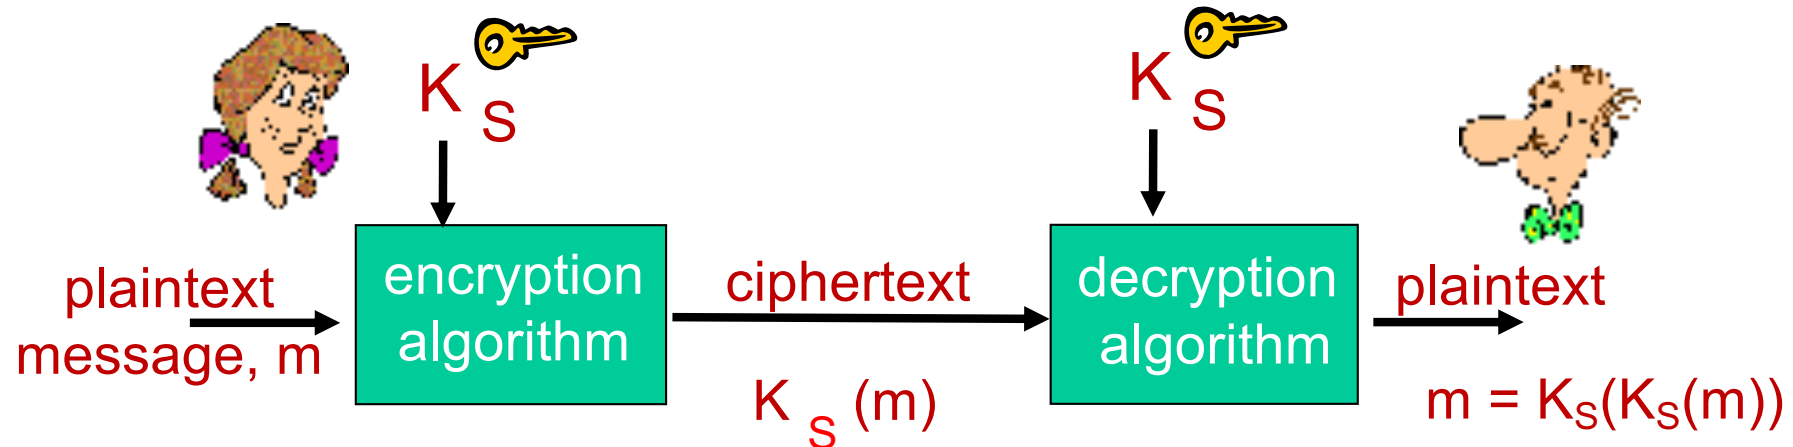 K S
K S
plaintext
message, m
encryption
algorithm
ciphertext
K S (m)
decryption
algorithm
plaintext
m = KS(KS(m))